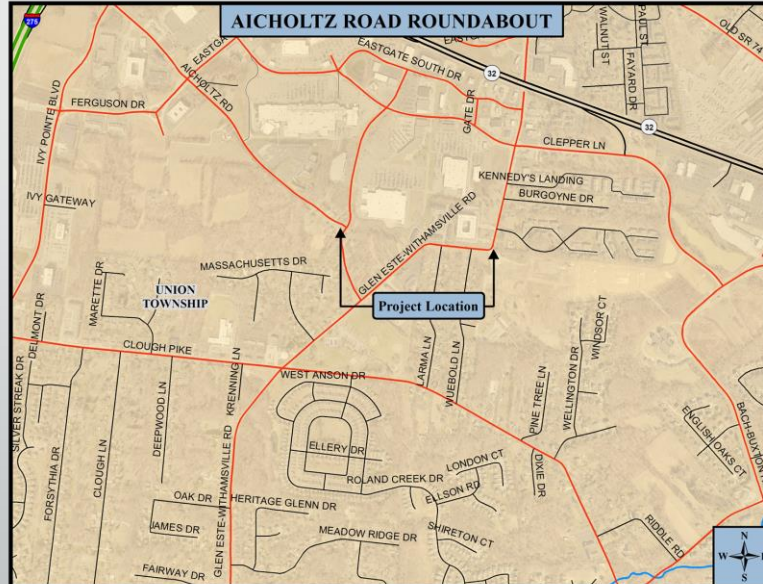 AICHOLTZ ROAD ROUNDABOUT
275
EASTGATE SOUTH DR
WALNUT ST
PAUL ST
FAYARD DR
OLD SR 74
32
AICHOLTZ RD
FERGUSON DR
IVY POINTE BLVD
GATE DR
CLEPPER LN
32
KENNEDY'S LANDING
BURGOYNE DR
IVY GATEWAY
GLEN ESTE-WITHAMSVILLE RD
MASSACHUSETTS DR
MARETTE DR
UNION
TOWNSHIP
Project Location
DELMONT DR
CLOUGH PIKE
WINDSOR CT
LARMA LN
WUEBOLD LN
PINE TREE LN
WELLINGTON DR
SILVER STREAK DR
KRENNING LN
WEST ANSON DR
DEEPWOOD LN
CLOUGH LN
FORSYTHIA DR
BACH-BUXTON
ENGLISH OAKS CT
ELLERY DR
LONDON CT
DIXIE DR
ROLAND CREEK DR
ELLSON RD
GLEN ESTE-WITHAMSVILLE RD
OAK DR
HERITAGE GLENN DR
JAMES DR
MEADOW RIDGE DR
SHIRETON CT
RIDDLE RD
FAIRWAY DR
N
W
S